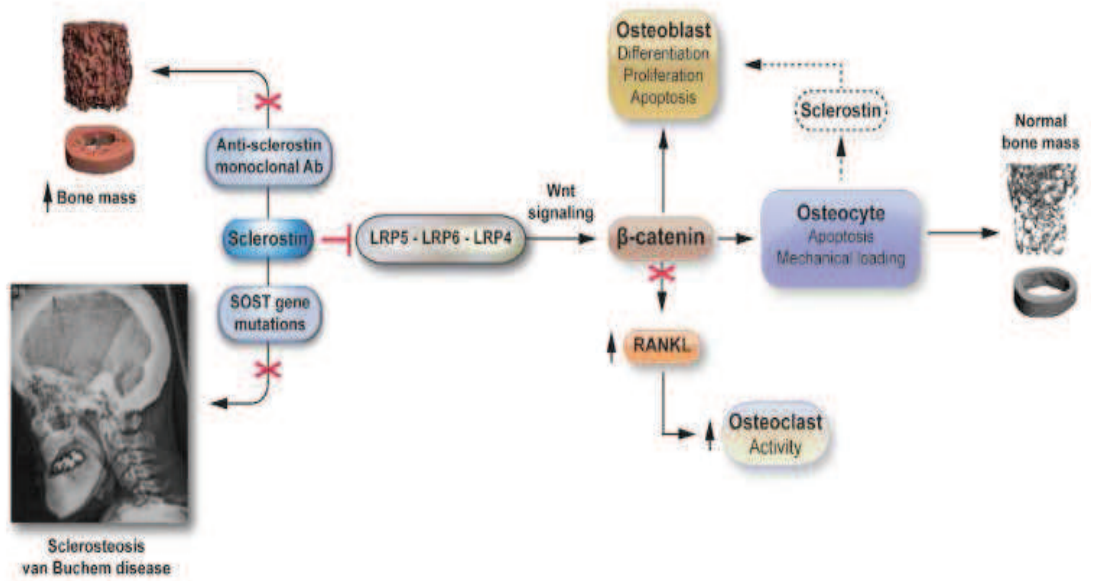 Osteoblast
Differentiation
Proliferation
Apoptosis
Sclerostin
Normal
bone mass
Anti-sclerostin
monoclonal Ab
Bone mass
Wnt
signaling
Sclerostin
LRP5 - LRP6 - LRP4
β-catenin
Osteocyte
Apoptosis
Mechanical loading
SOST gene
mutations
RANKL
Osteoclast
Activity
Sclerosteosis
van Buchem disease